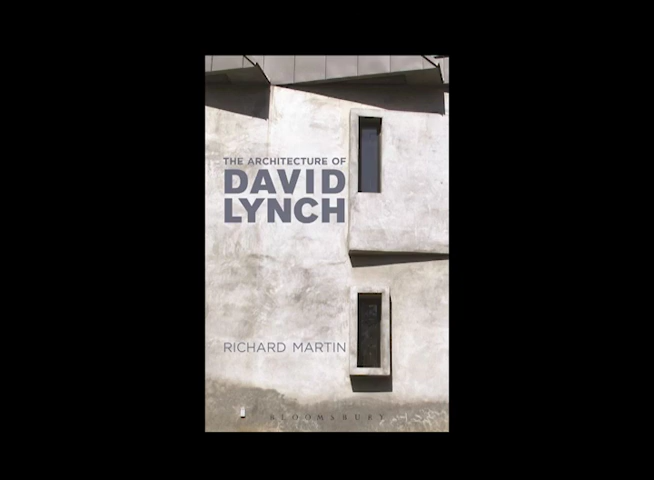 THE ARCHITECTURE OF
DAVID
LYNCH
RICHARD MARTIN
BLOOMSBURY